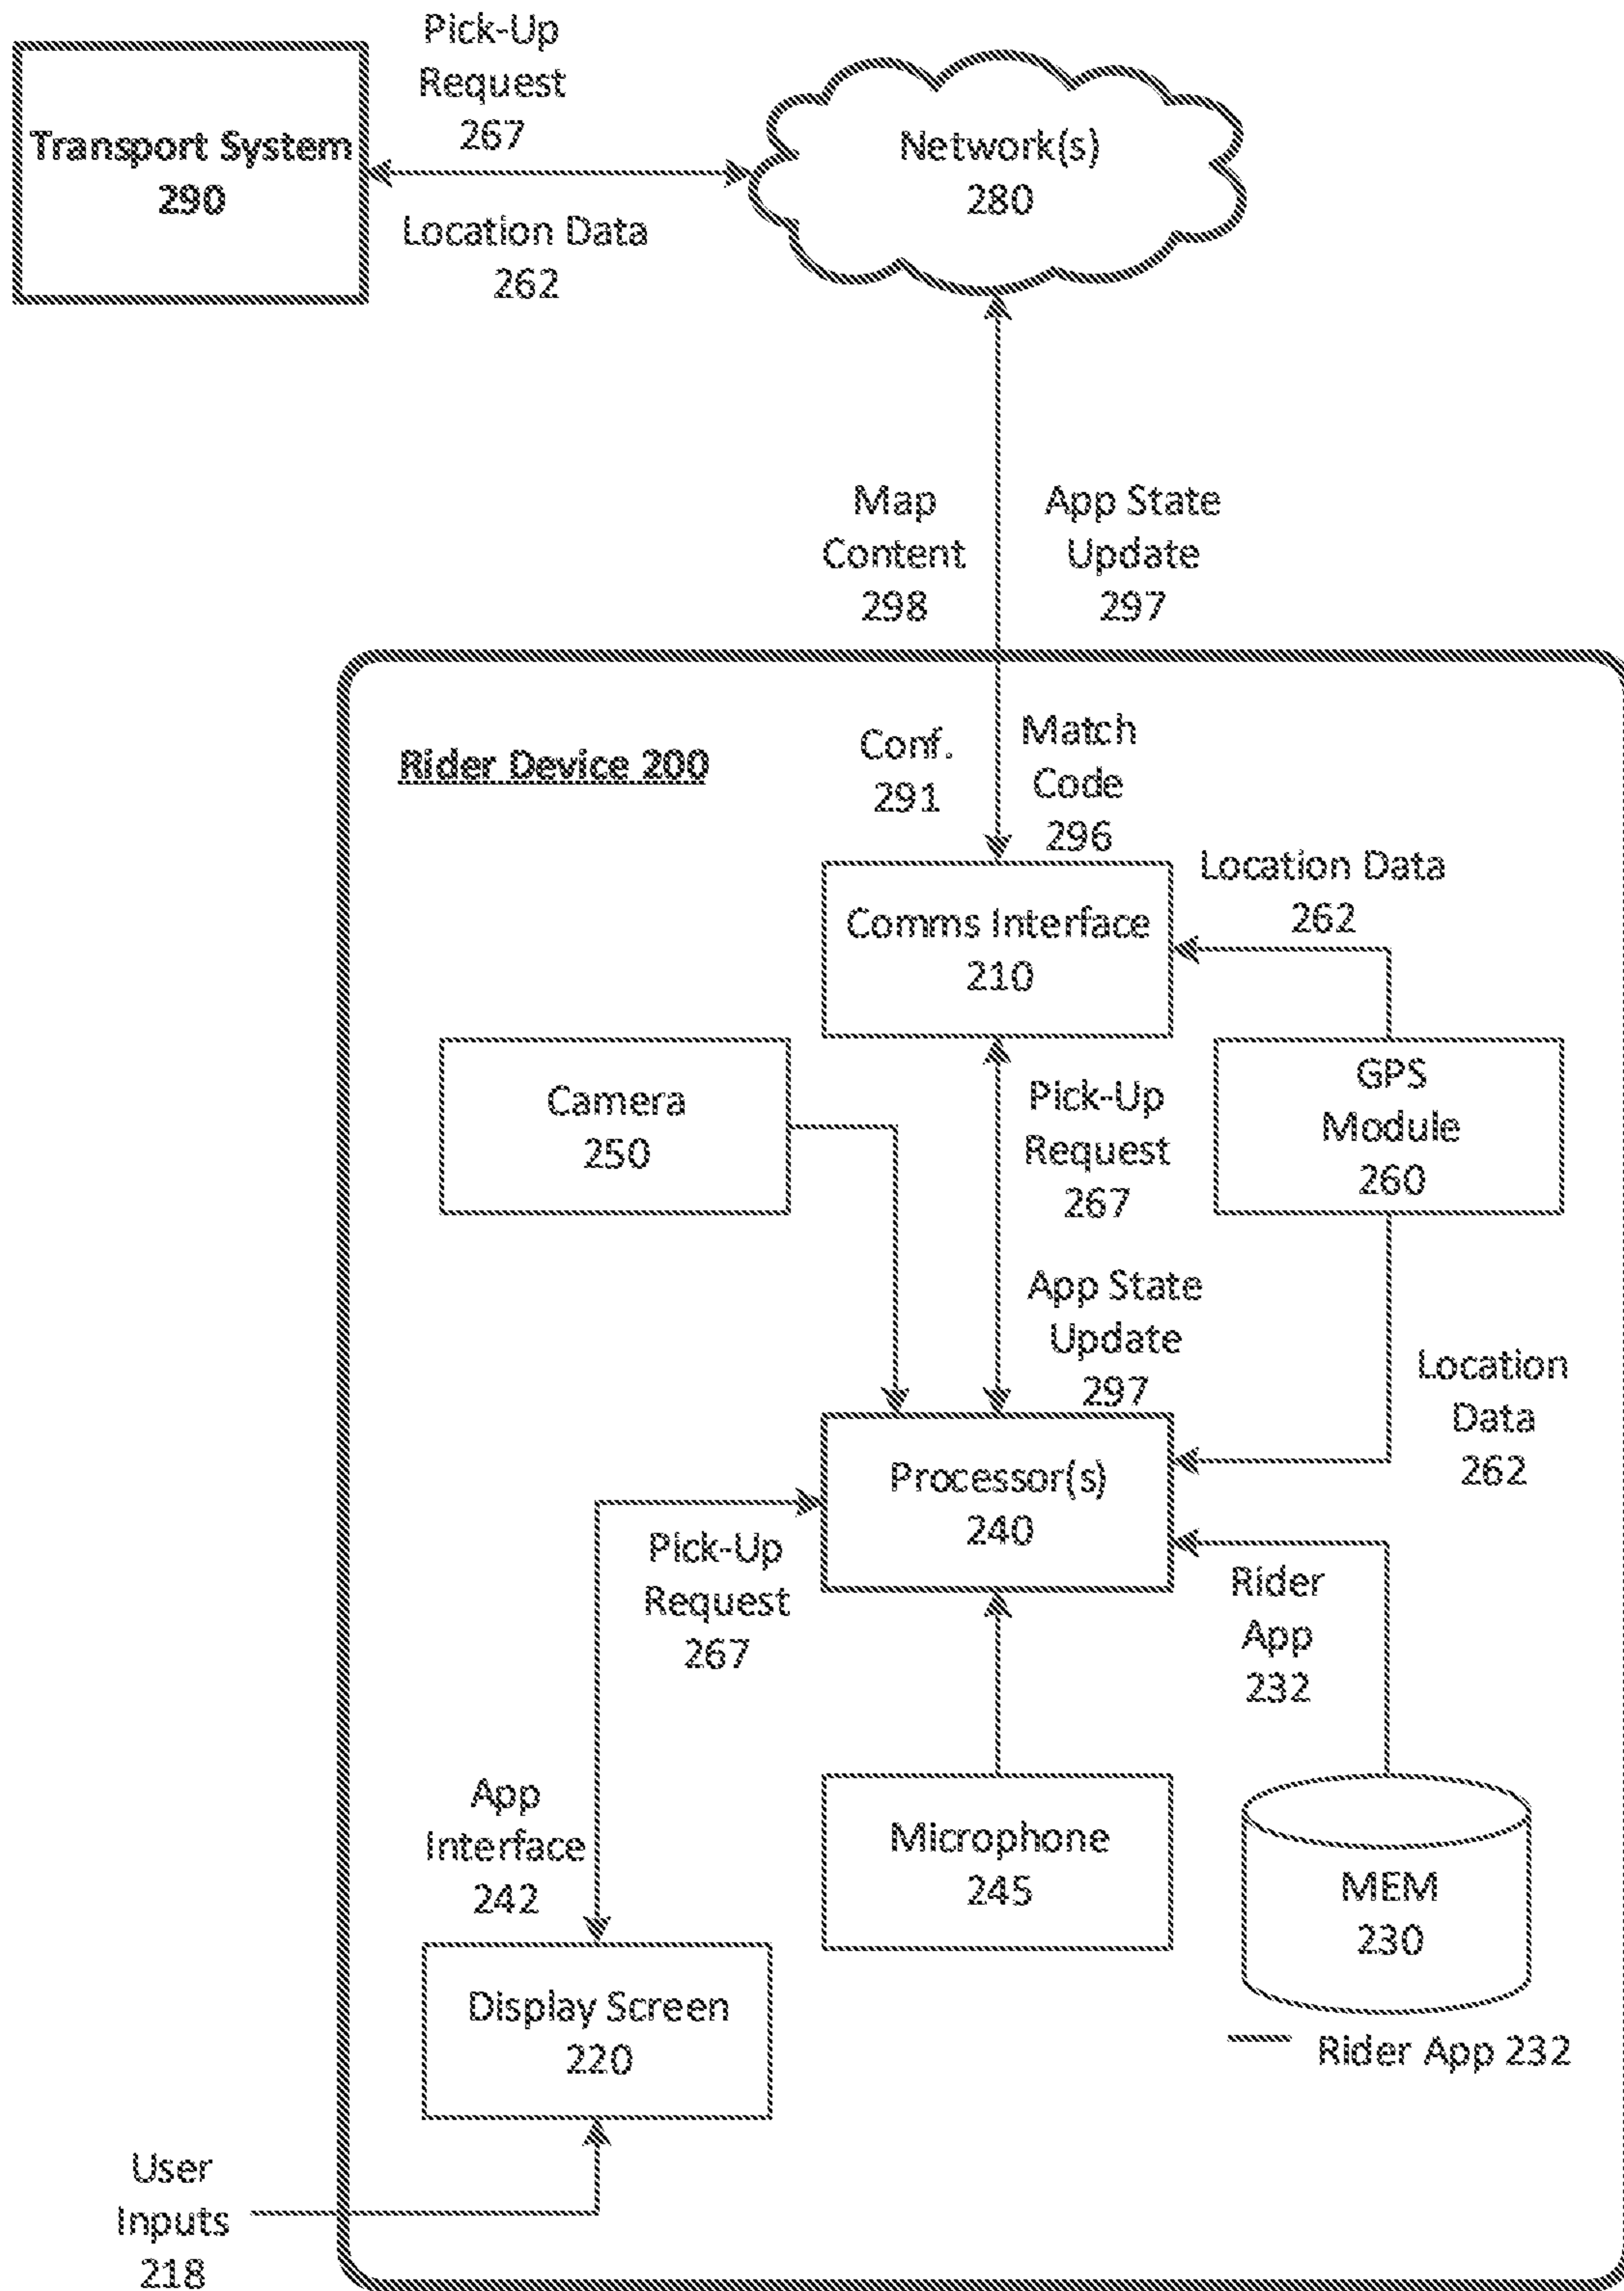 Pick-Up
Request
267
Transport System
290
Location Data
262
Network(s)
280
Map
Content
298
App State
Update
297
Rider Device 200
Conf.
291
Match
Code
296
Location Data
262
Comms Interface
210
Camera
250
Pick-Up
Request
267
GPS
Module
260
App State
Update
297
Location
Data
262
Processor(s)
240
Pick-Up
Request
267
Rider
App
232
App
Interface
242
Microphone
245
MEM
230
Display Screen
220
Rider App 232
User
Inputs
218